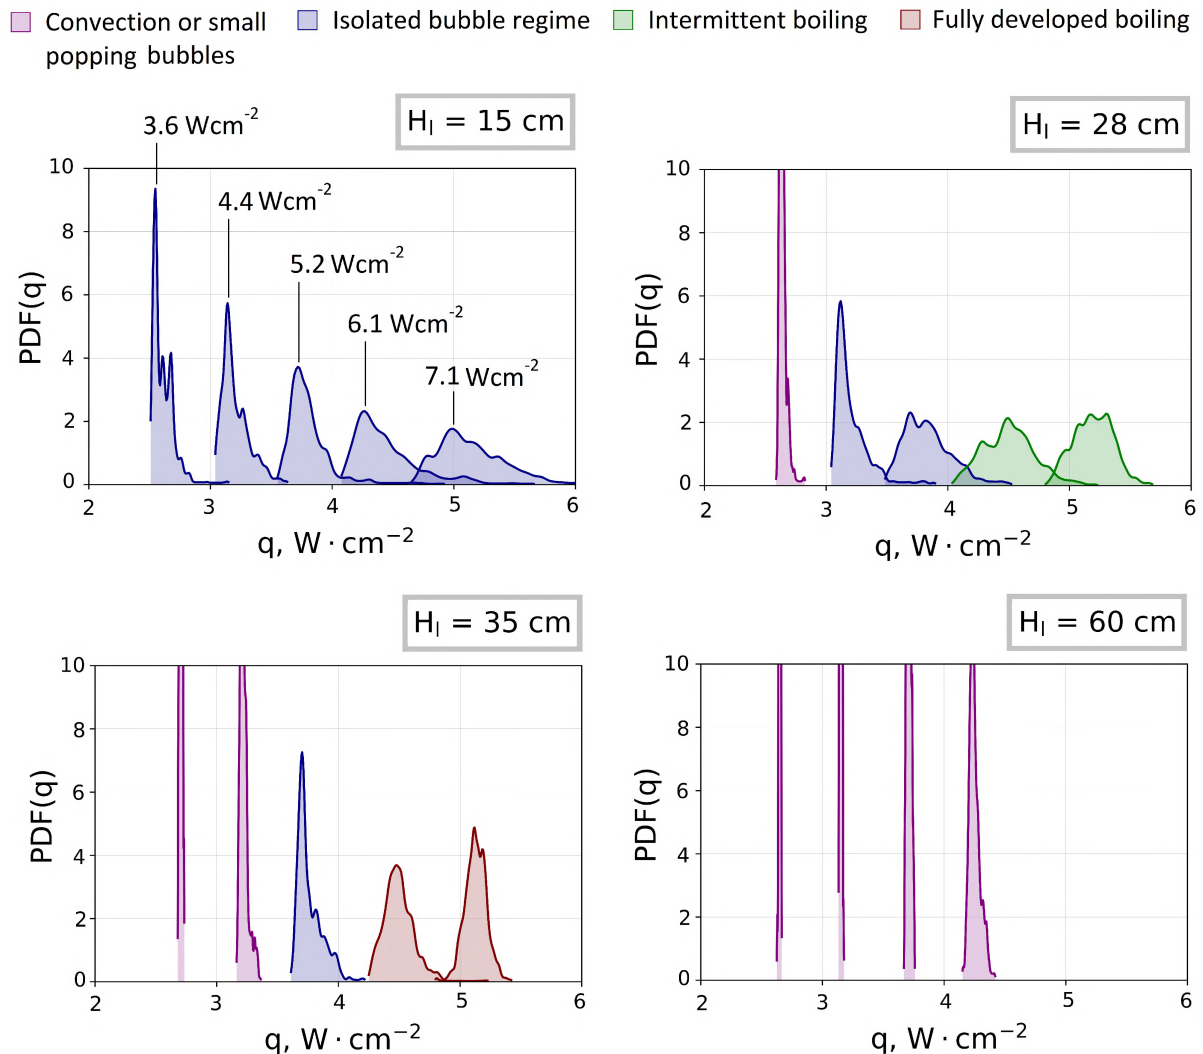 Convection or small popping bubbles
Isolated bubble regime
Intermittent boiling
Fully developed boiling
Hₗ = 15 cm
3.6 Wcm⁻²
4.4 Wcm⁻²
5.2 Wcm⁻²
6.1 Wcm⁻²
7.1 Wcm⁻²
PDF(q)
10
8
6
4
2
0
2 3 4 5 6
q, W · cm⁻²
Hₗ = 28 cm
PDF(q)
10
8
6
4
2
0
2 3 4 5 6
q, W · cm⁻²
Hₗ = 35 cm
PDF(q)
10
8
6
4
2
0
2 3 4 5 6
q, W · cm⁻²
Hₗ = 60 cm
PDF(q)
10
8
6
4
2
0
2 3 4 5 6
q, W · cm⁻²